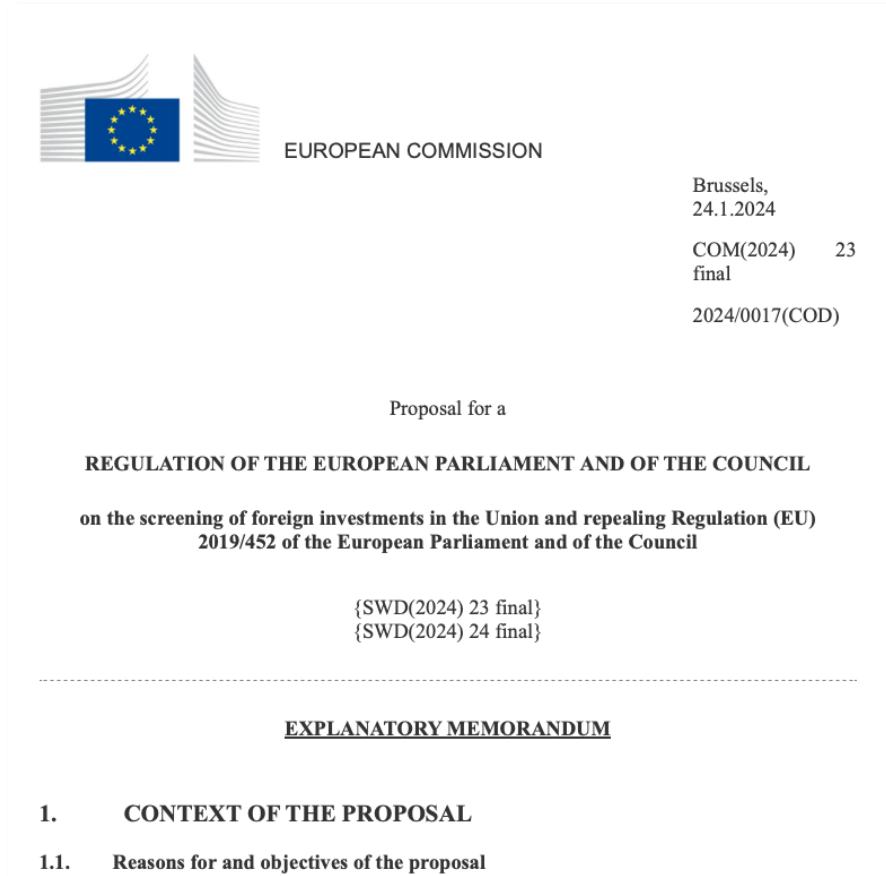 EUROPEAN COMMISSION
Brussels,
24.1.2024
COM(2024) 23
final
2024/0017(COD)
Proposal for a
REGULATION OF THE EUROPEAN PARLIAMENT AND OF THE COUNCIL
on the screening of foreign investments in the Union and repealing Regulation (EU)
2019/452 of the European Parliament and of the Council
{SWD(2024) 23 final}
{SWD(2024) 24 final}
EXPLANATORY MEMORANDUM
1. CONTEXT OF THE PROPOSAL
1.1. Reasons for and objectives of the proposal